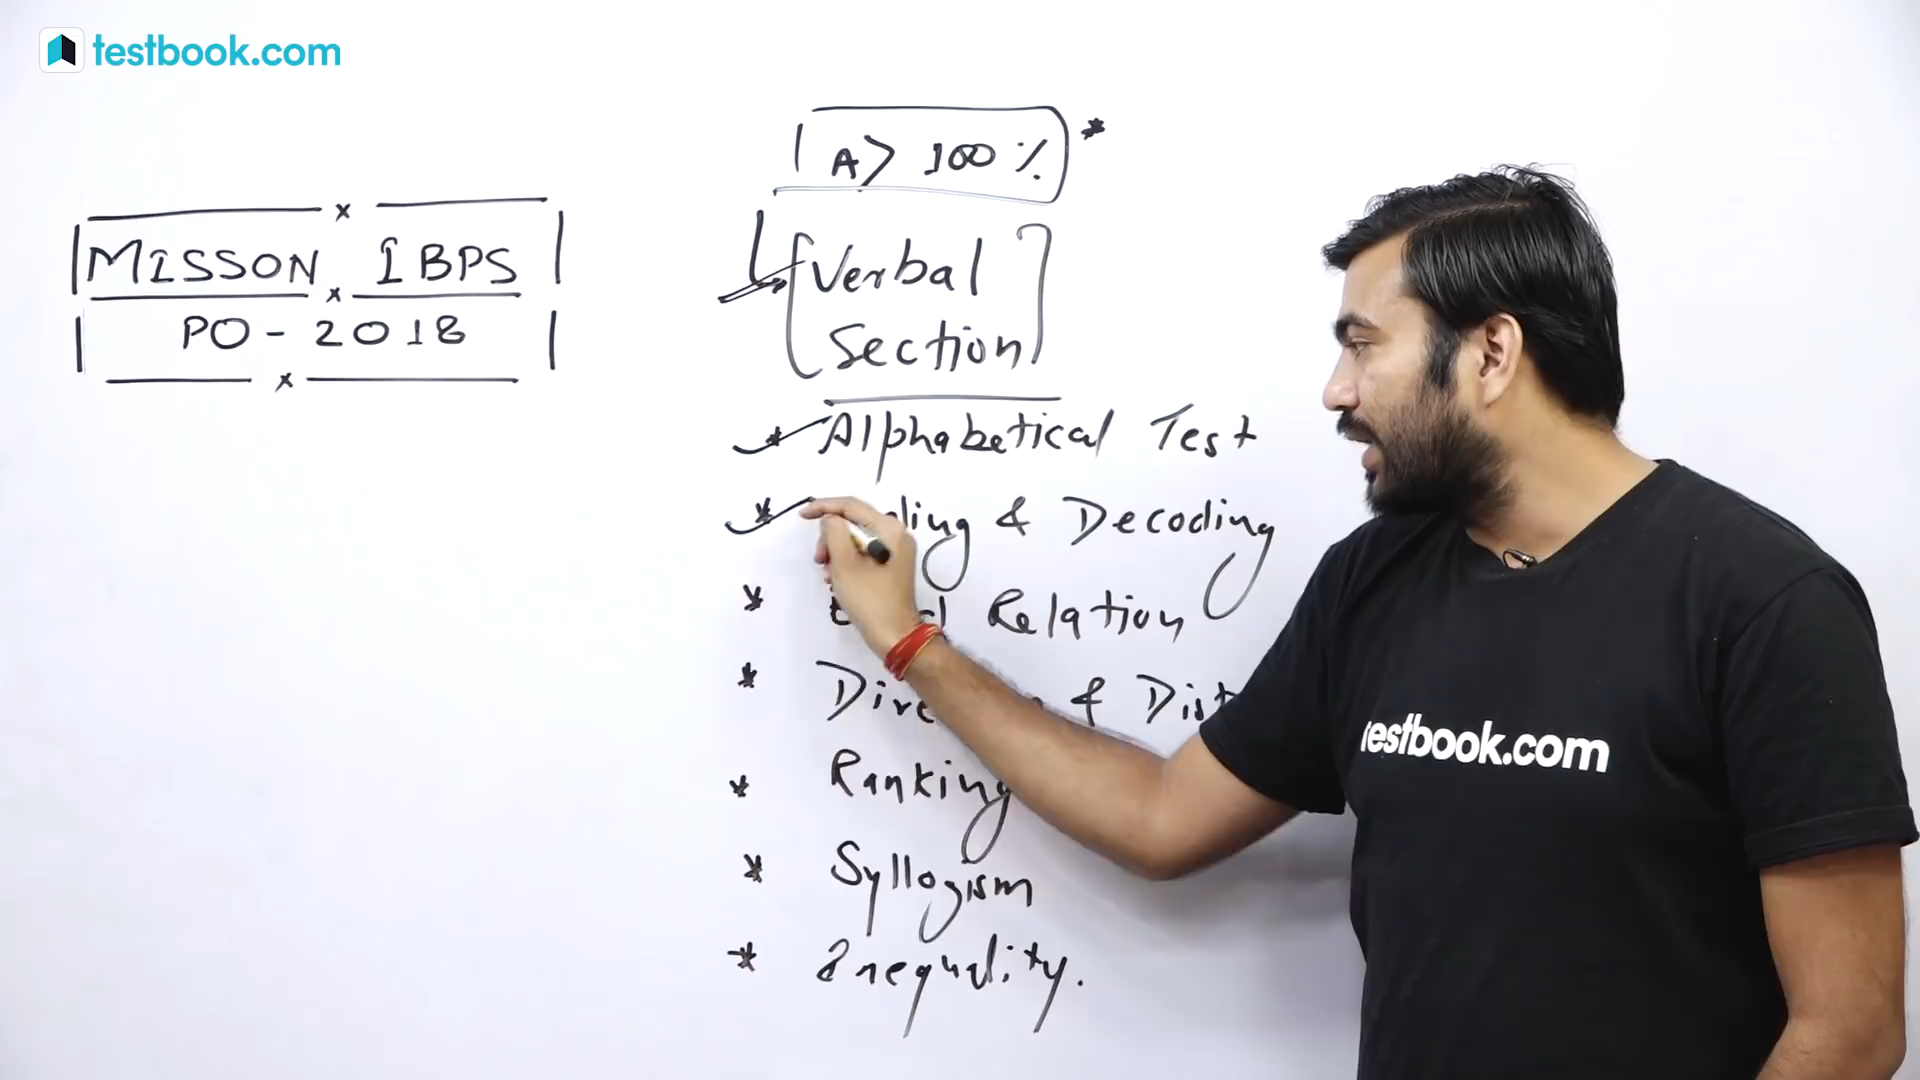 testbook.com
MISSON IBPS
PO - 2018
A> 100%
Verbal
Section
Alphabetical Test
& Decoding
Relation
&
Ranking
Syllogism
Inequality.
testbook.com